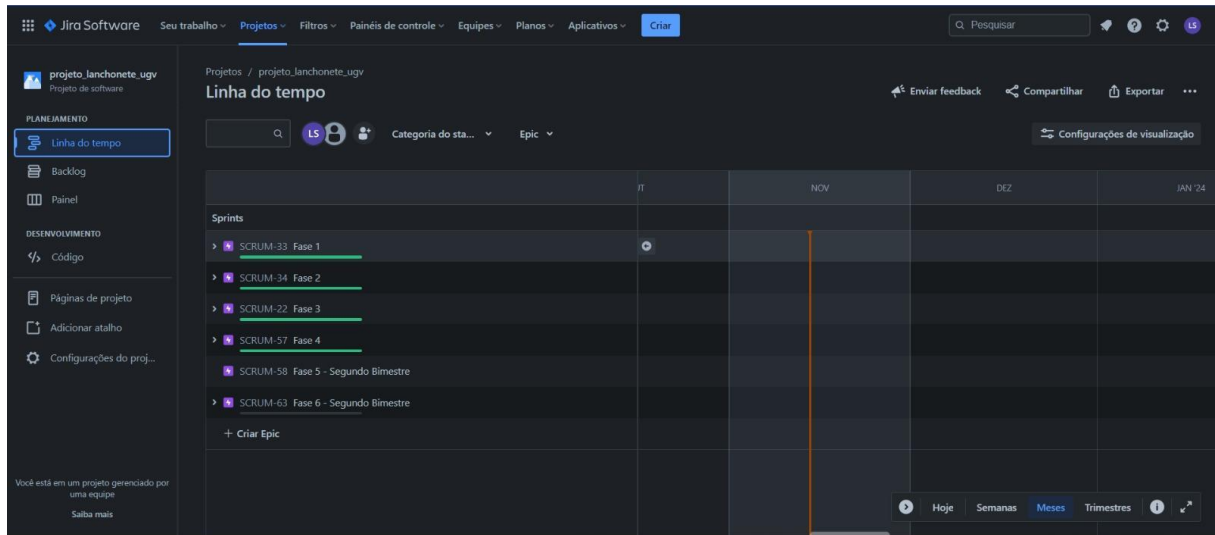 Jira Software Seu trabalho Projetos Filtros Painéis de controle Equipes Planos Aplicativos Criar Pesquisar LS
projeto_lanchonete_ugv
Projeto de software
PLANEJAMENTO
Linha do tempo
Backlog
Painel
DESENVOLVIMENTO
Código
Páginas de projeto
Adicionar atalho
Configurações do proj...
Você está em um projeto gerenciado por
uma equipe
Saiba mais
Projetos / projeto_lanchonete_ugv
Linha do tempo
Enviar feedback Compartilhar Exportar
LS Categoria do sta... Epic Configurações de visualização
UT NOV DEZ JAN '24
Sprints
SCRUM-33 Fase 1
SCRUM-34 Fase 2
SCRUM-22 Fase 3
SCRUM-57 Fase 4
SCRUM-58 Fase 5 - Segundo Bimestre
SCRUM-63 Fase 6 - Segundo Bimestre
+ Criar Epic
Hoje Semanas Meses Trimestres